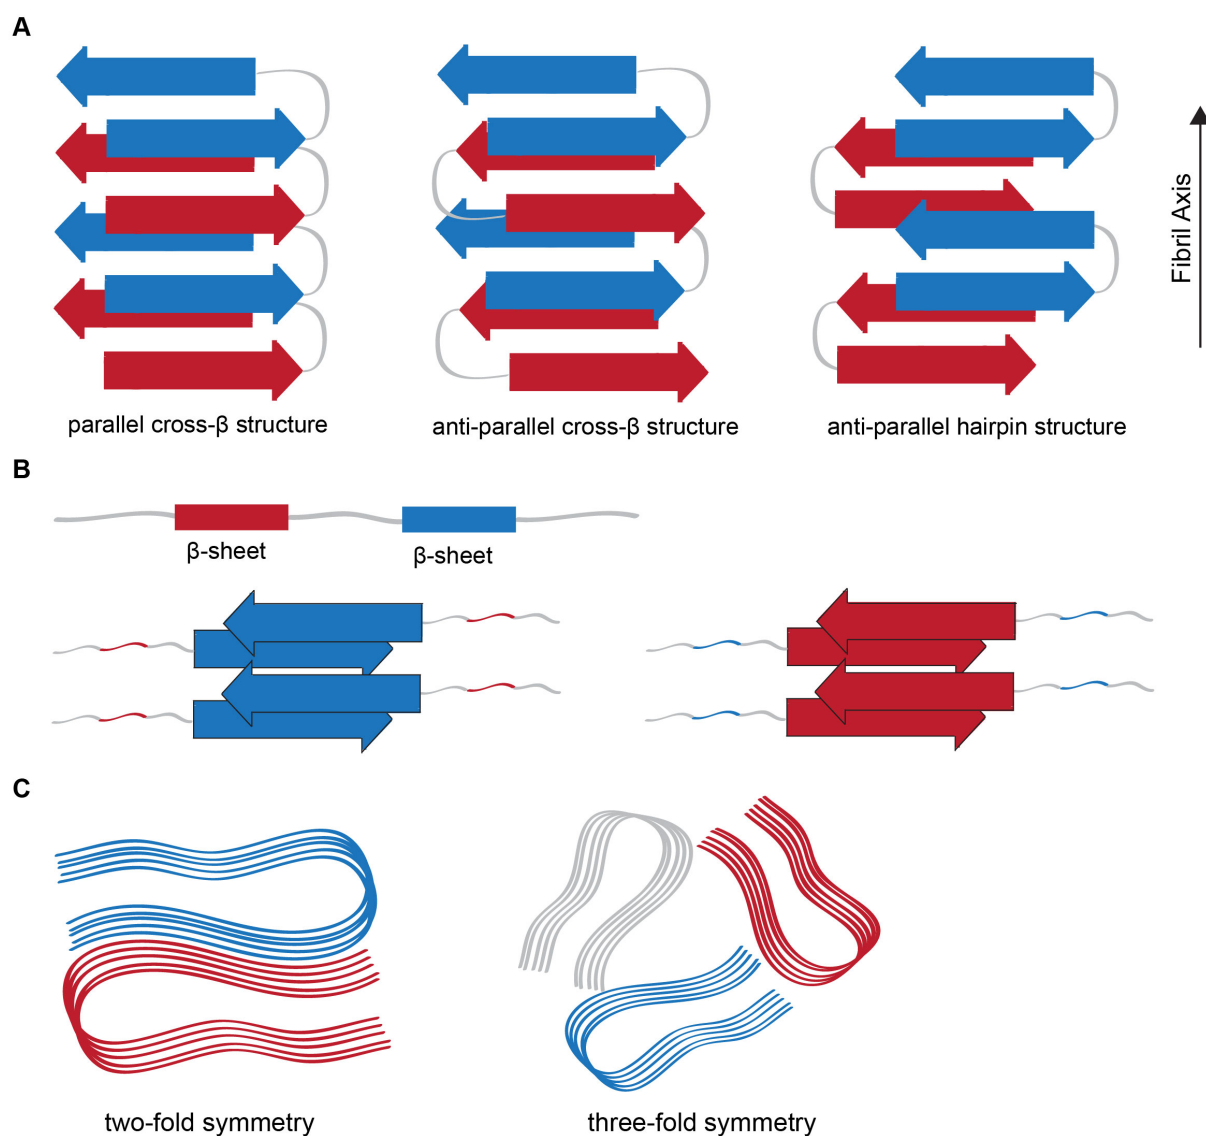 A
Fibril Axis
parallel cross-β structure
anti-parallel cross-β structure
anti-parallel hairpin structure
B
β-sheet
β-sheet
C
two-fold symmetry
three-fold symmetry